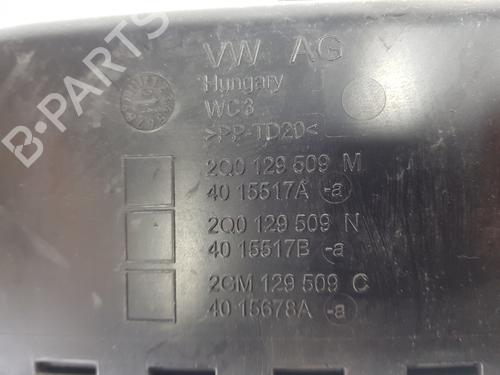 VW AG
Hungary
WC3
>PP-TD20<
2Q0 129 509 M
40 15517A -a
2Q0 129 509 N
40 15517B -a
2GM 129 509 C
40 15678A -a
B-PARTS